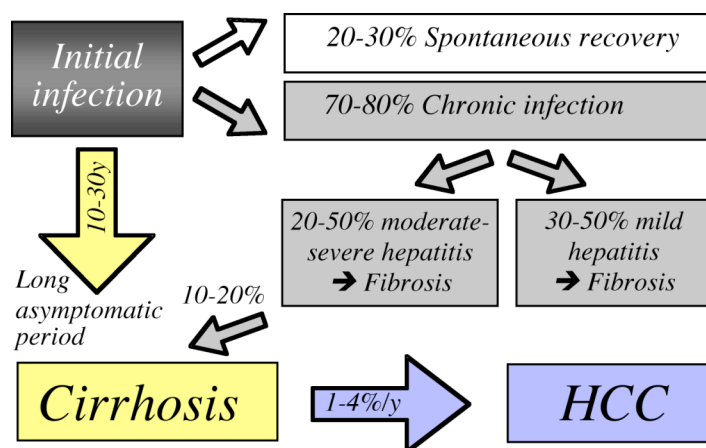 Initial
infection
20-30% Spontaneous recovery
70-80% Chronic infection
10-30y
20-50% moderate-
severe hepatitis
➔ Fibrosis
30-50% mild
hepatitis
➔ Fibrosis
Long
asymptomatic
period
10-20%
Cirrhosis
1-4%/y
HCC